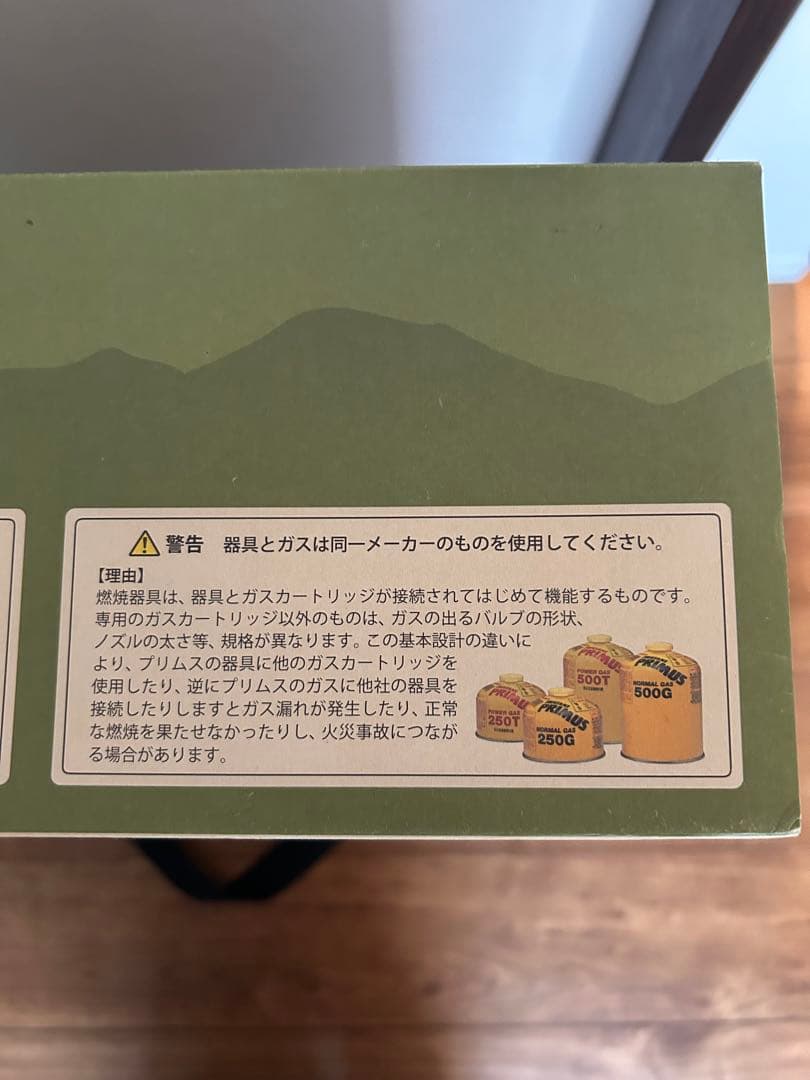 警告 器具とガスは同一メーカーのものを使用してください。
【理由】
燃焼器具は、器具とガスカートリッジが接続されてはじめて機能するものです。
専用のガスカートリッジ以外のものは、ガスの出るバルブの形状、
ノズルの太さ等、規格が異なります。この基本設計の違いに
より、プリムスの器具に他のガスカートリッジを
使用したり、逆にプリムスのガスに他社の器具を
接続したりしますとガス漏れが発生したり、正常
な燃焼を果たせなかったりし、火災事故につなが
る場合があります。
PRIMUS
POWER GAS
500T
PRIMUS
NORMAL GAS
500G
PRIMUS
POWER GAS
250T
PRIMUS
NORMAL GAS
250G